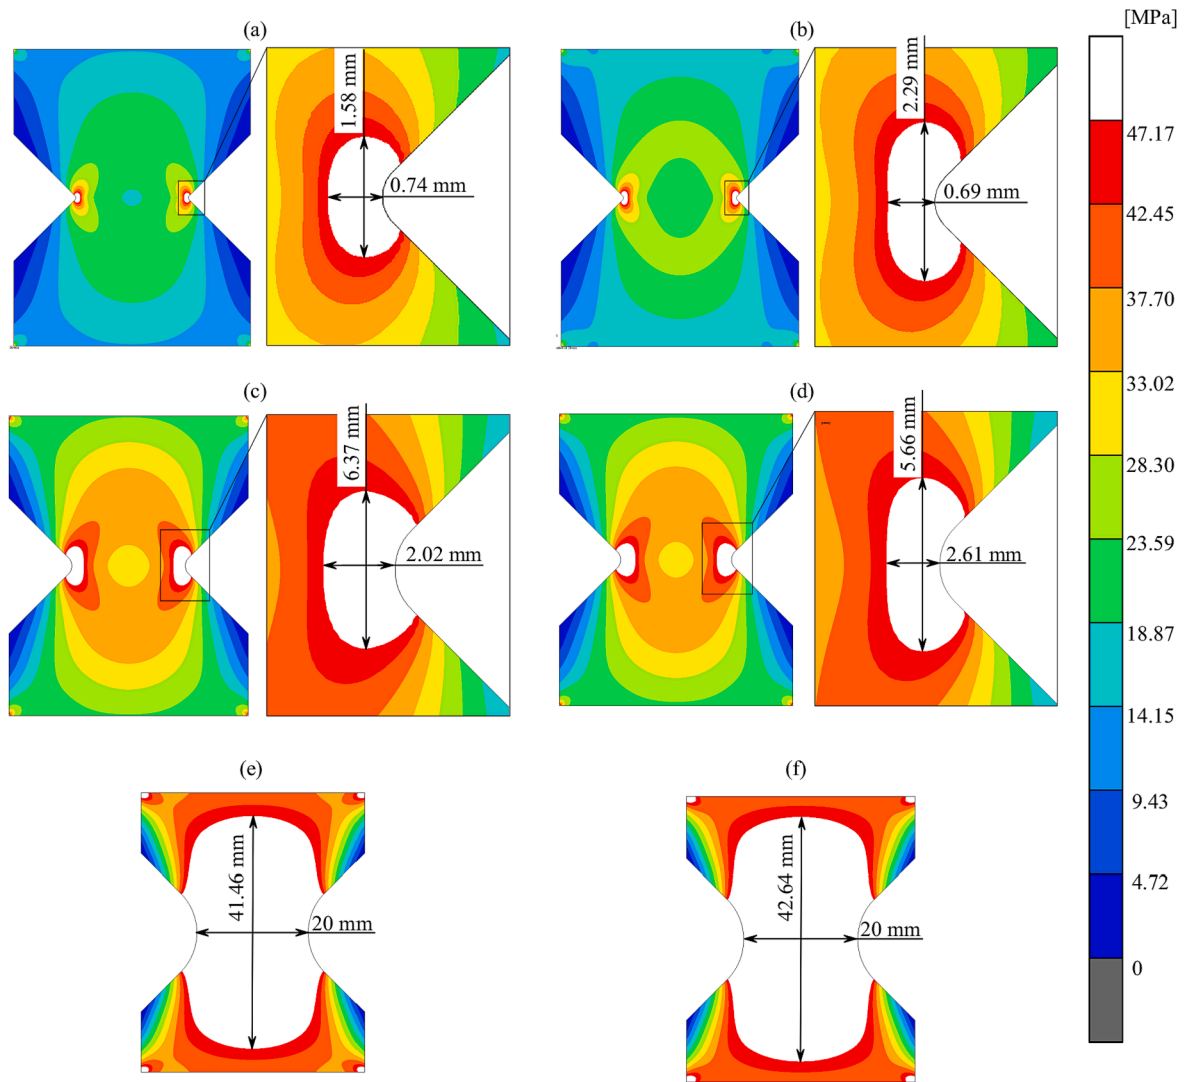 [MPa]
(a)
(b)
1.58 mm
2.29 mm
0.74 mm
0.69 mm
(c)
(d)
6.37 mm
5.66 mm
2.02 mm
2.61 mm
(e)
(f)
41.46 mm
42.64 mm
20 mm
20 mm
47.17
42.45
37.70
33.02
28.30
23.59
18.87
14.15
9.43
4.72
0